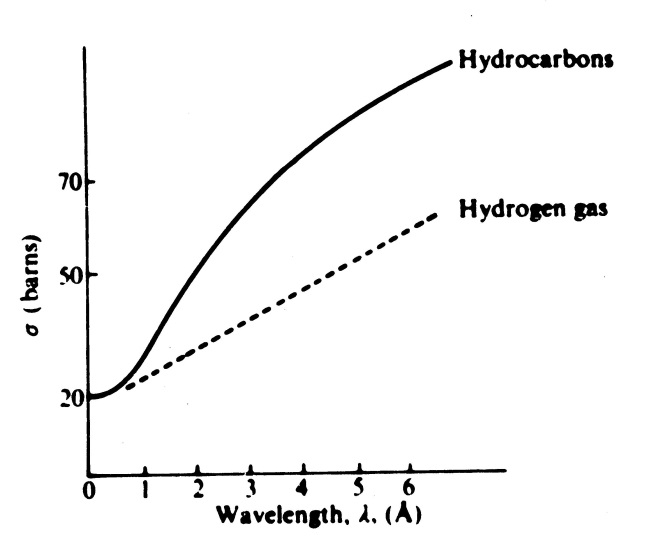 Hydrocarbons
70
Hydrogen gas
50
σ (barns)
20
0 1 2 3 4 5 6
Wavelength, λ, (Å)